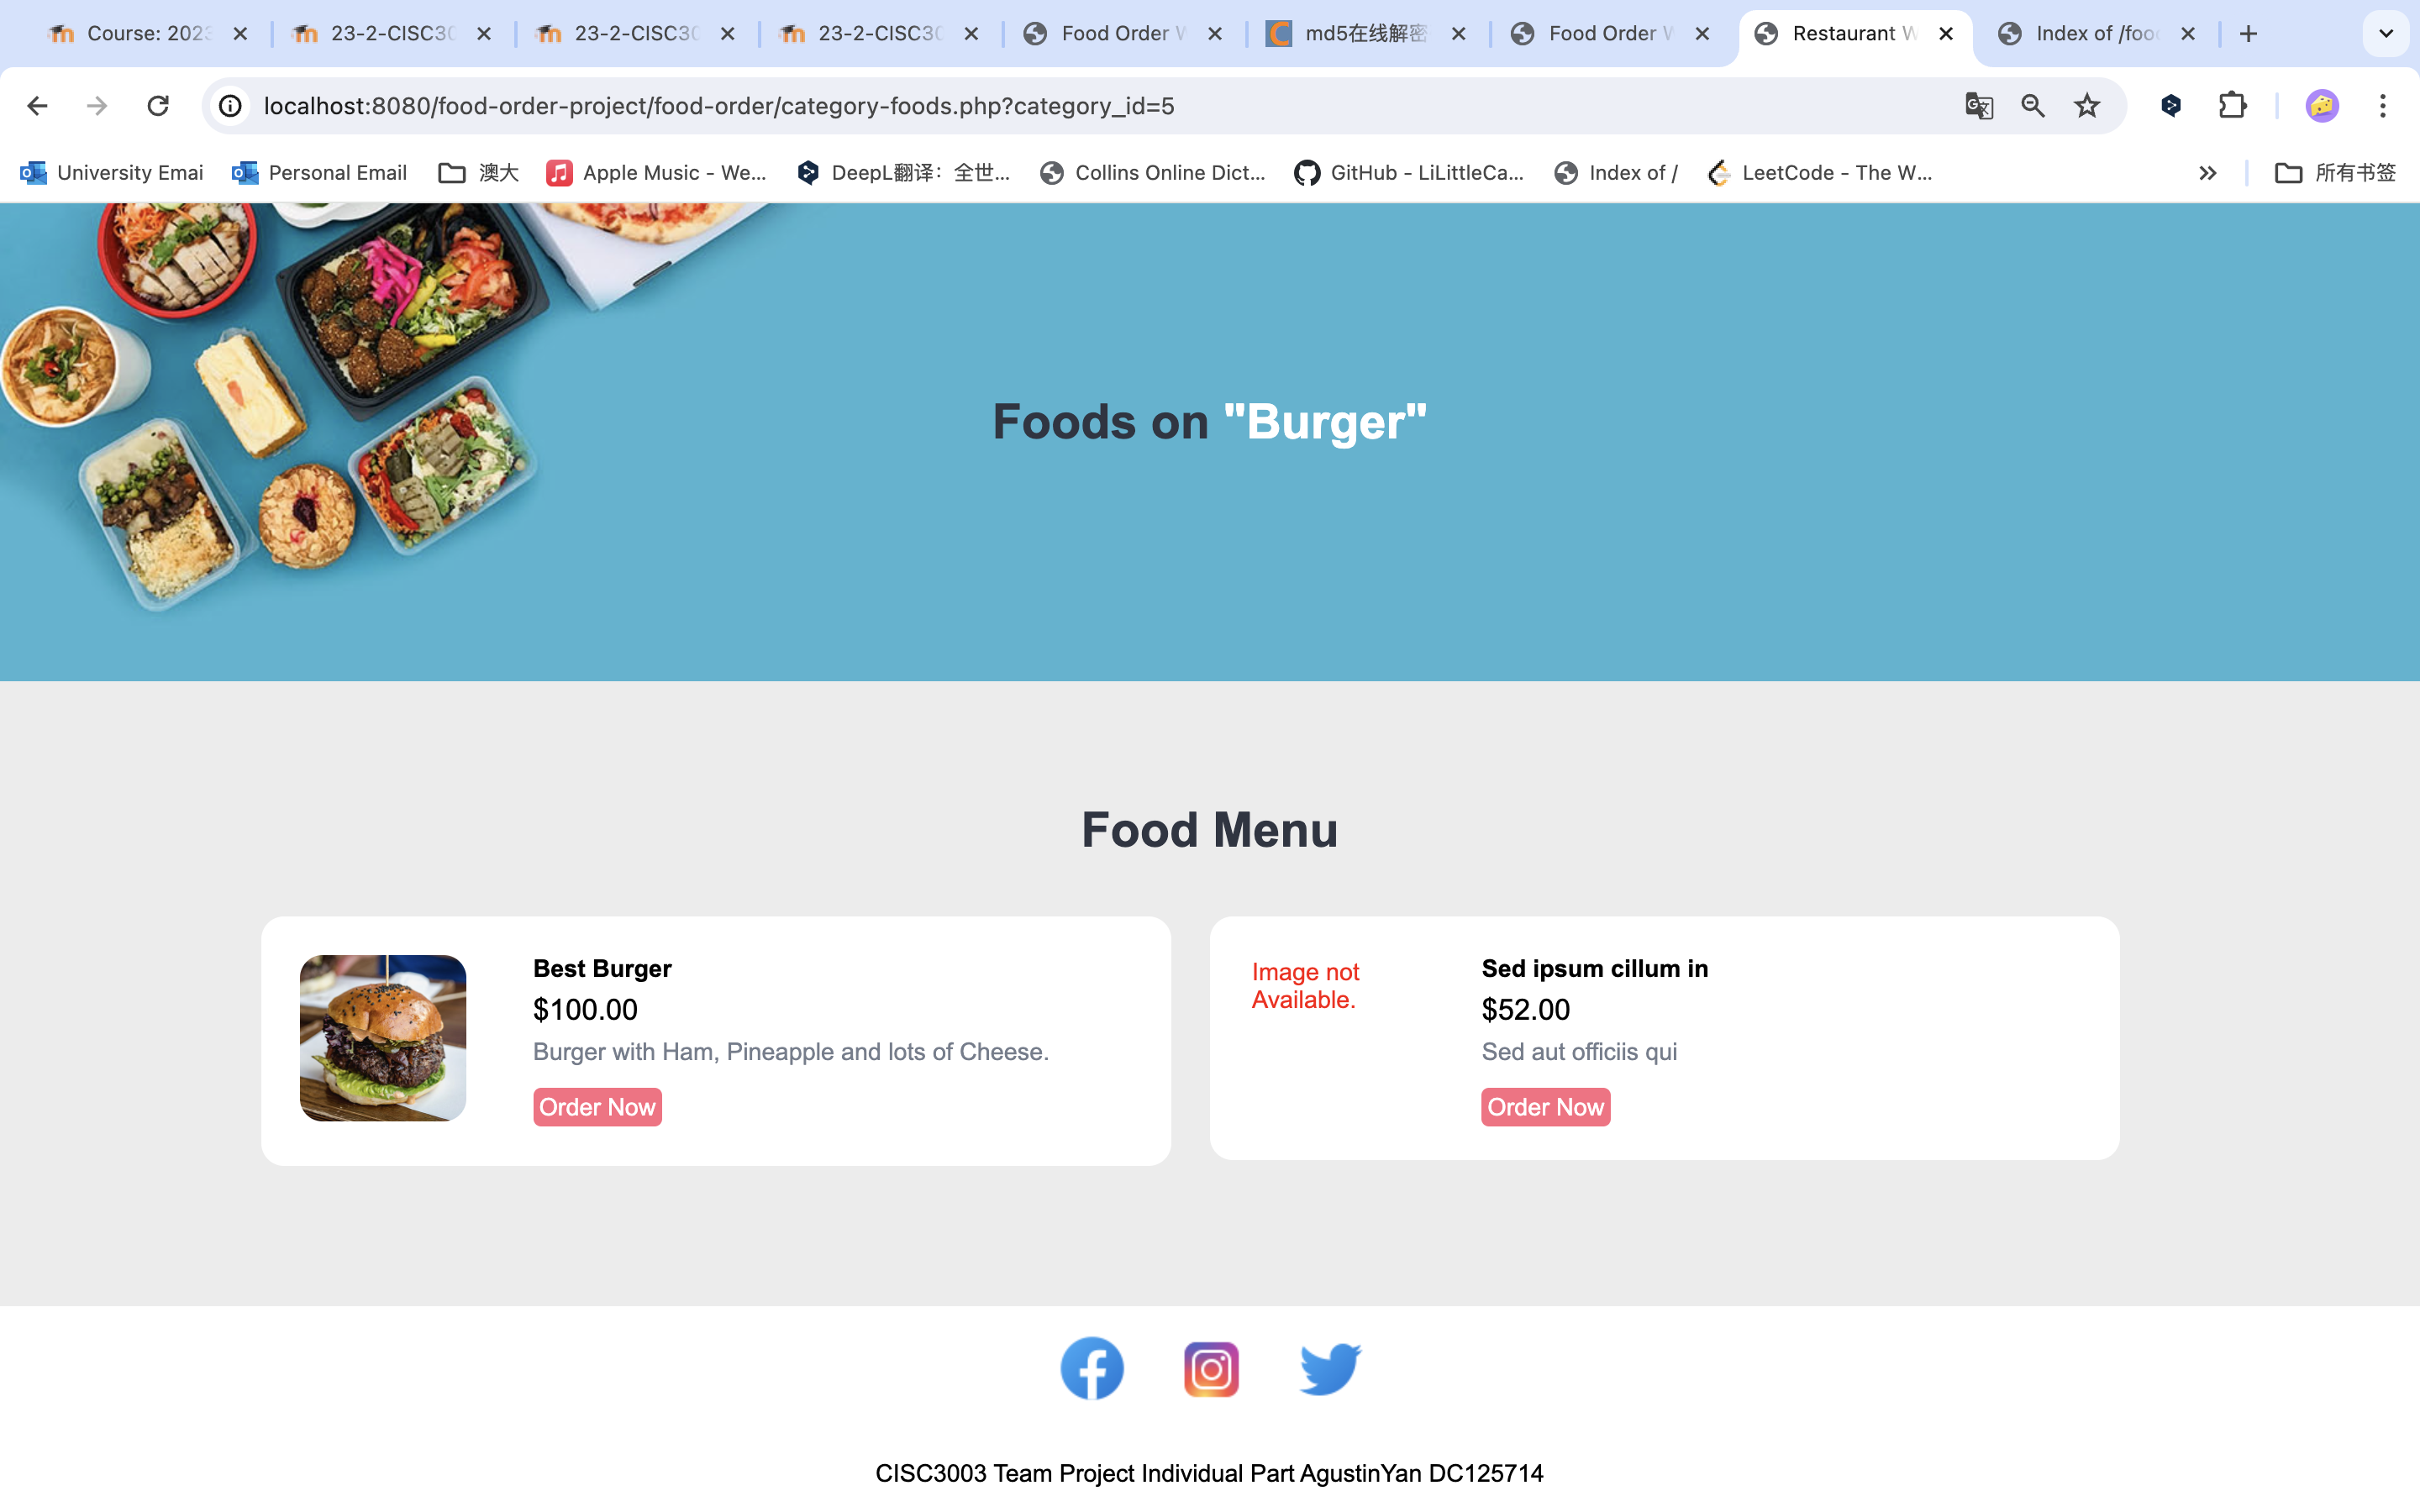 Course: 2023
23-2-CISC30
23-2-CISC30
23-2-CISC30
Food Order W
md5在线解密
Food Order W
Restaurant W
Index of /foo
localhost:8080/food-order-project/food-order/category-foods.php?category_id=5
University Emai
Personal Email
澳大
Apple Music - We...
DeepL翻译：全世...
Collins Online Dict...
GitHub - LiLittleCa...
Index of /
LeetCode - The W...
所有书签
Foods on "Burger"
Food Menu
Best Burger
$100.00
Burger with Ham, Pineapple and lots of Cheese.
Order Now
Image not
Available.
Sed ipsum cillum in
$52.00
Sed aut officiis qui
Order Now
CISC3003 Team Project Individual Part AgustinYan DC125714